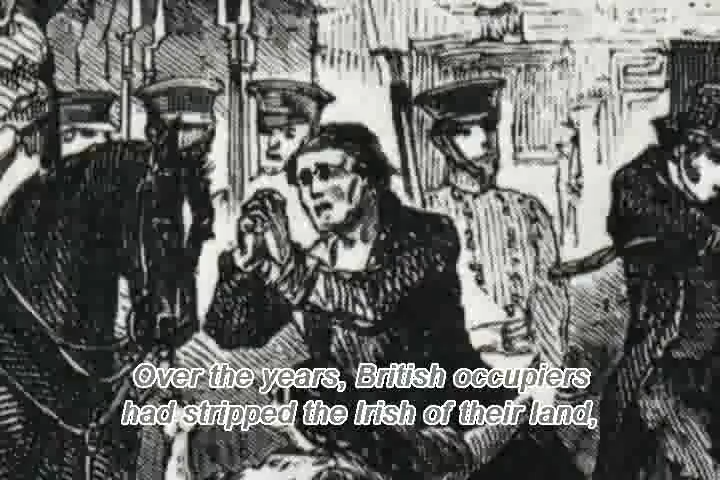 Over the years, British occupiers
had stripped the Irish of their land,